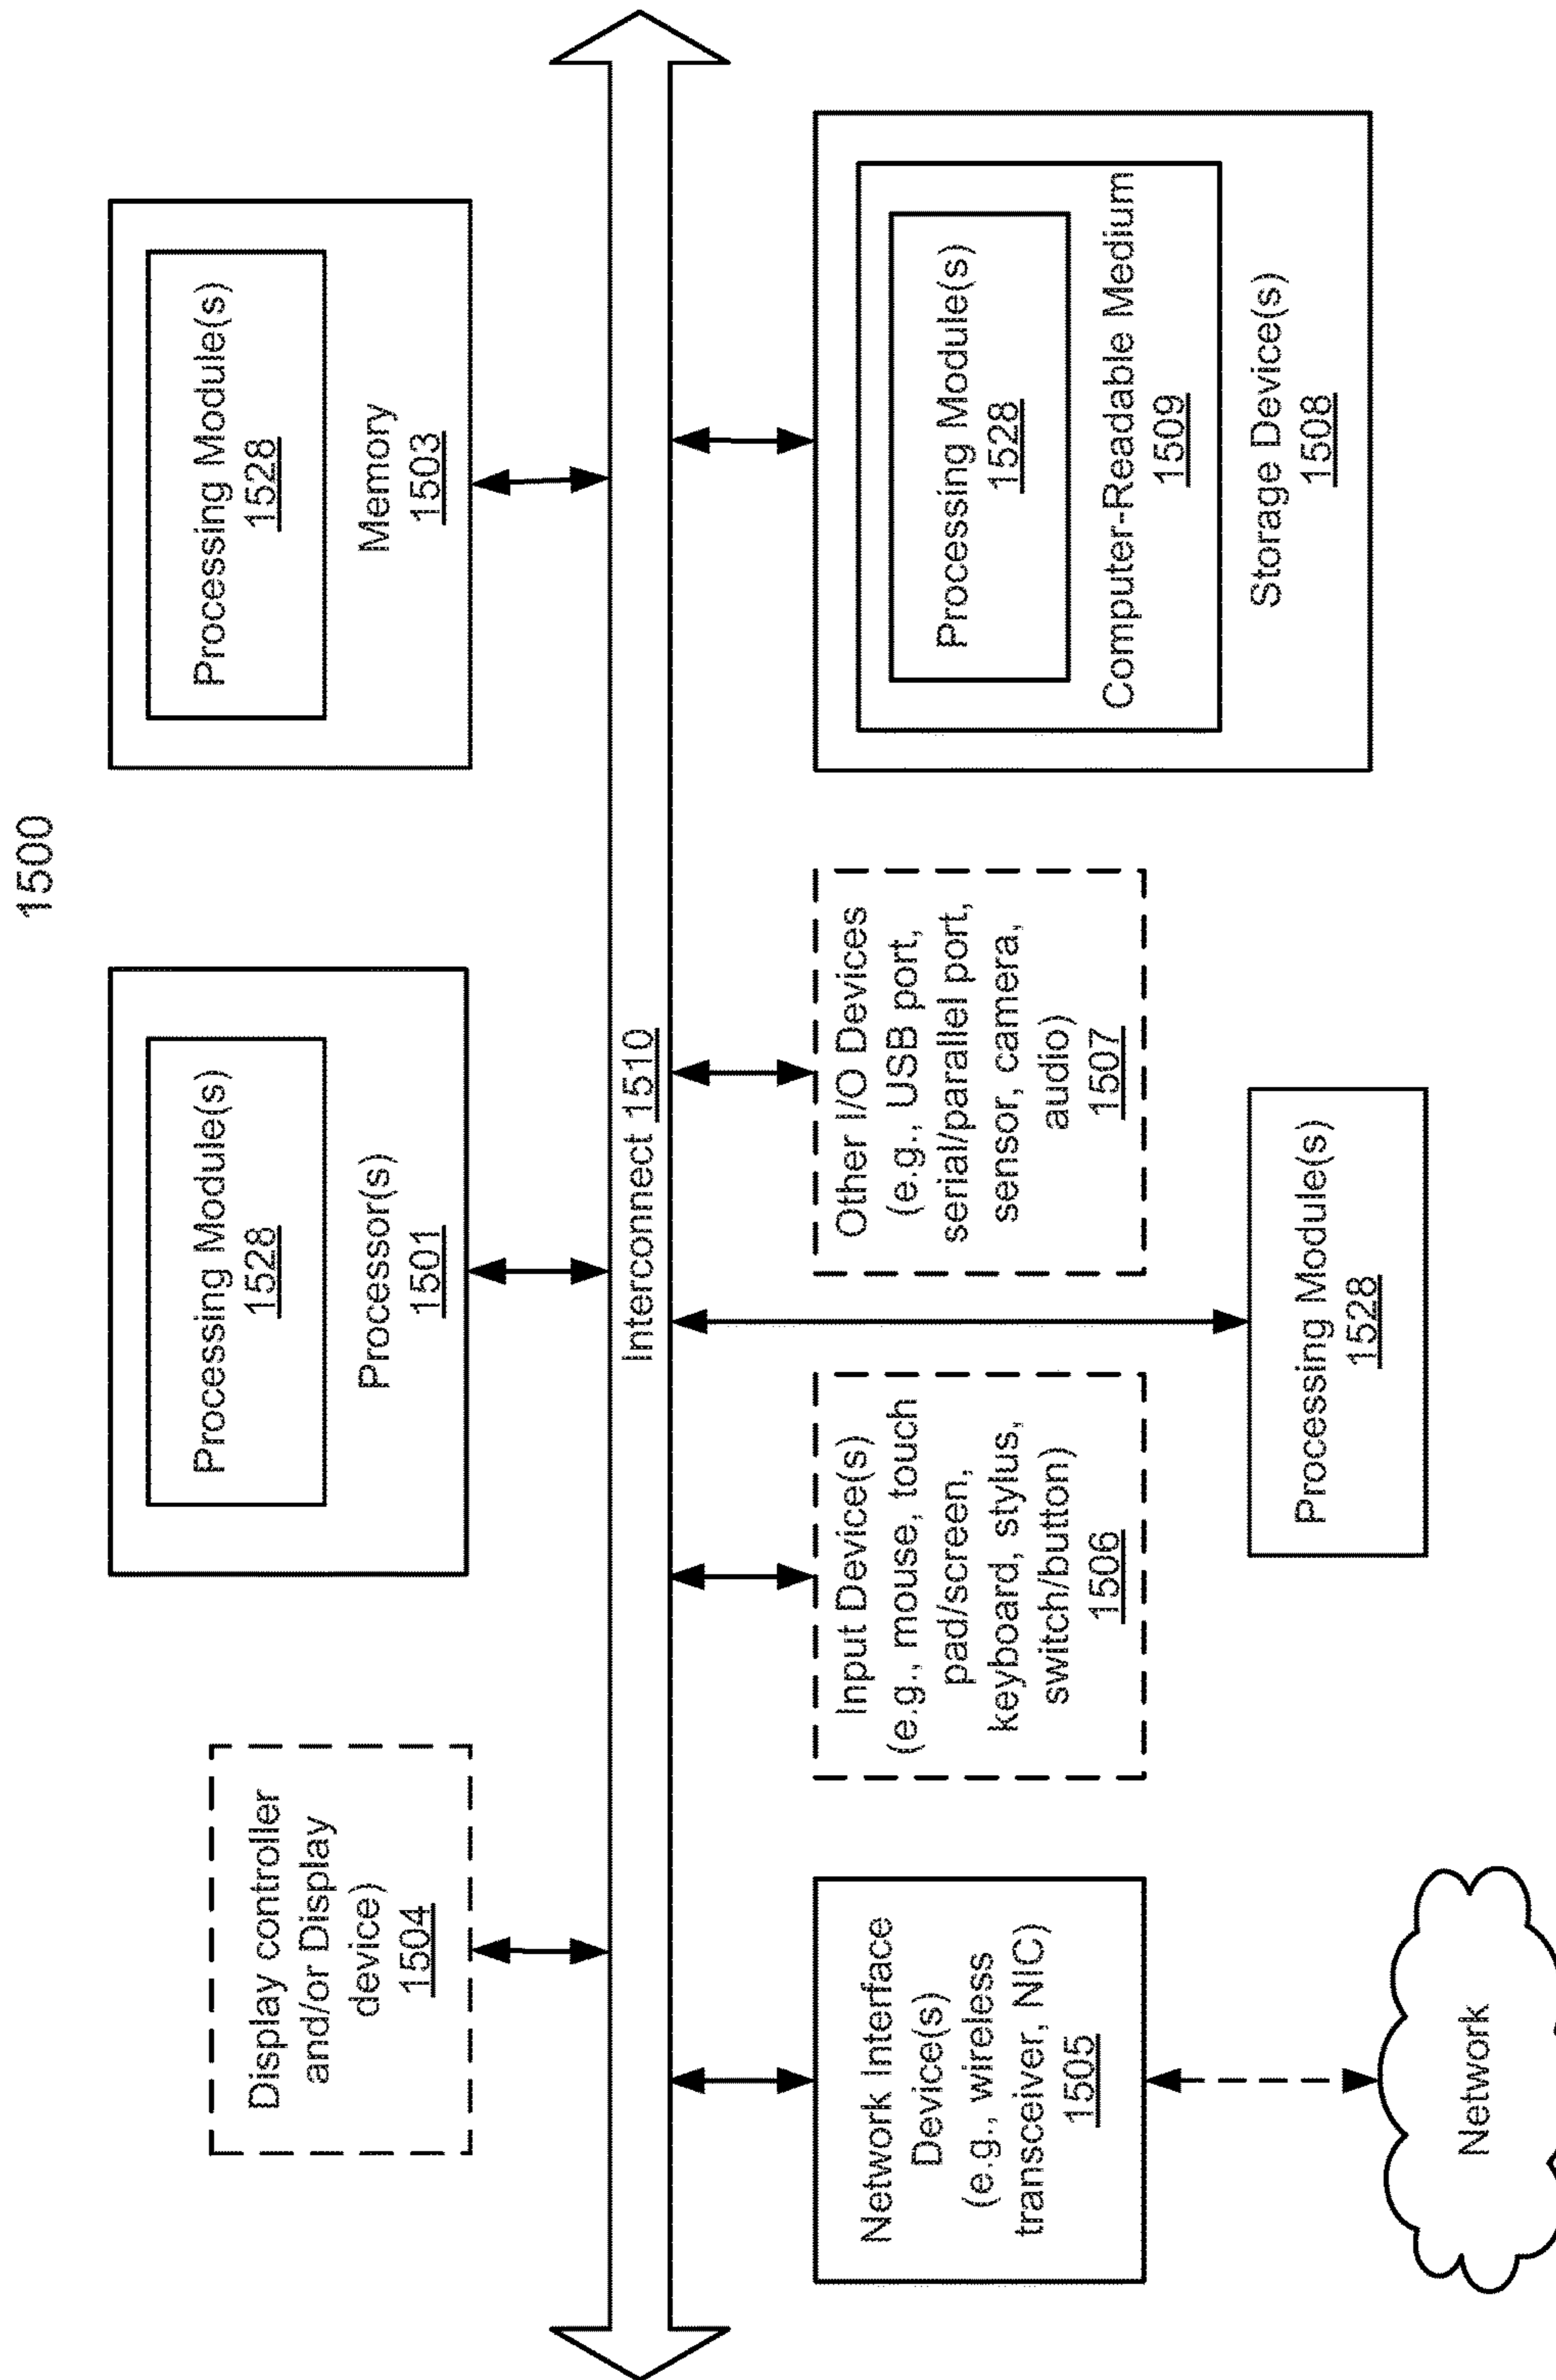 1500
Display controller
and/or Display
device)
1504
Processing Module(s)
1528
Processor(s)
1501
Processing Module(s)
1528
Memory
1503
Interconnect 1510
Network Interface
Device(s)
(e.g., wireless
transceiver, NIC)
1505
Input Device(s)
(e.g., mouse, touch
pad/screen,
keyboard, stylus,
switch/button)
1506
Other I/O Devices
(e.g., USB port,
serial/parallel port,
sensor, camera,
audio)
1507
Processing Module(s)
1528
Computer-Readable Medium
1509
Storage Device(s)
1508
Processing Module(s)
1528
Network